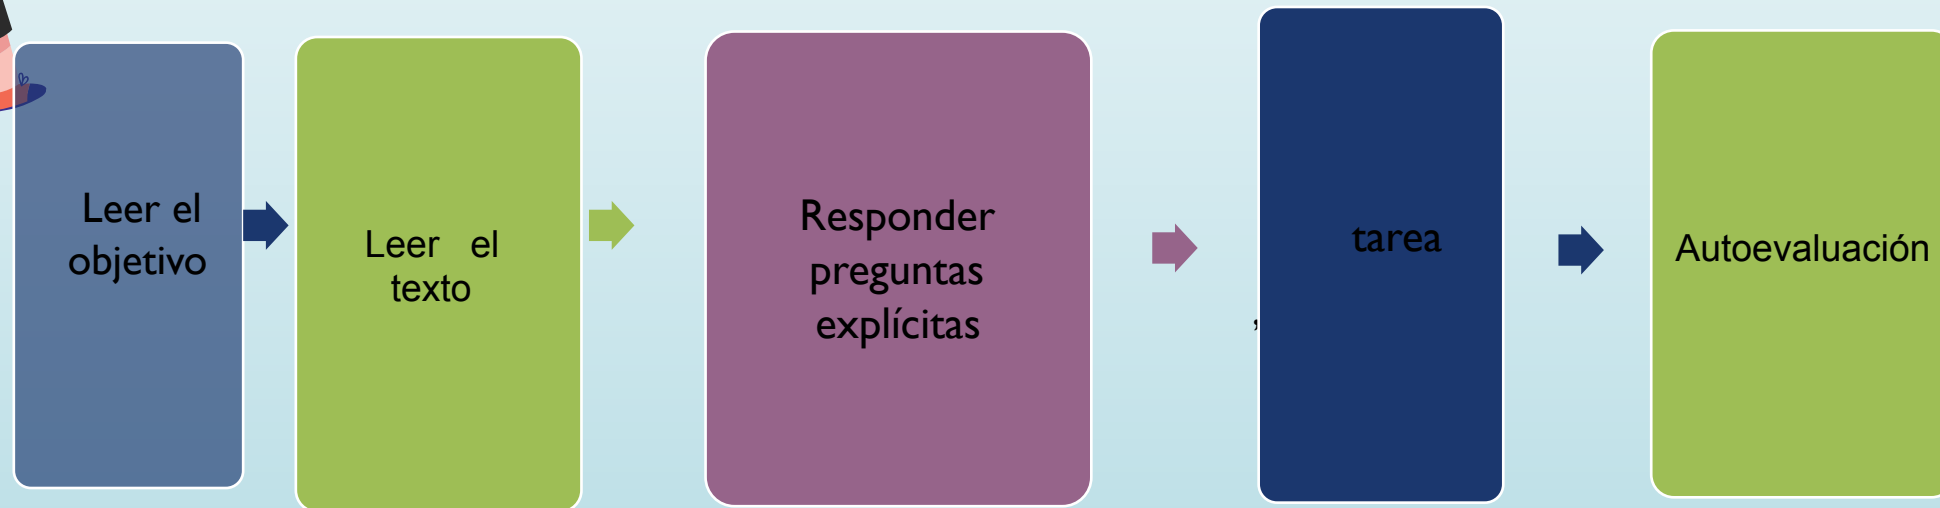 Leer el
objetivo
Leer el
texto
Responder
preguntas
explícitas
,
tarea
Autoevaluación